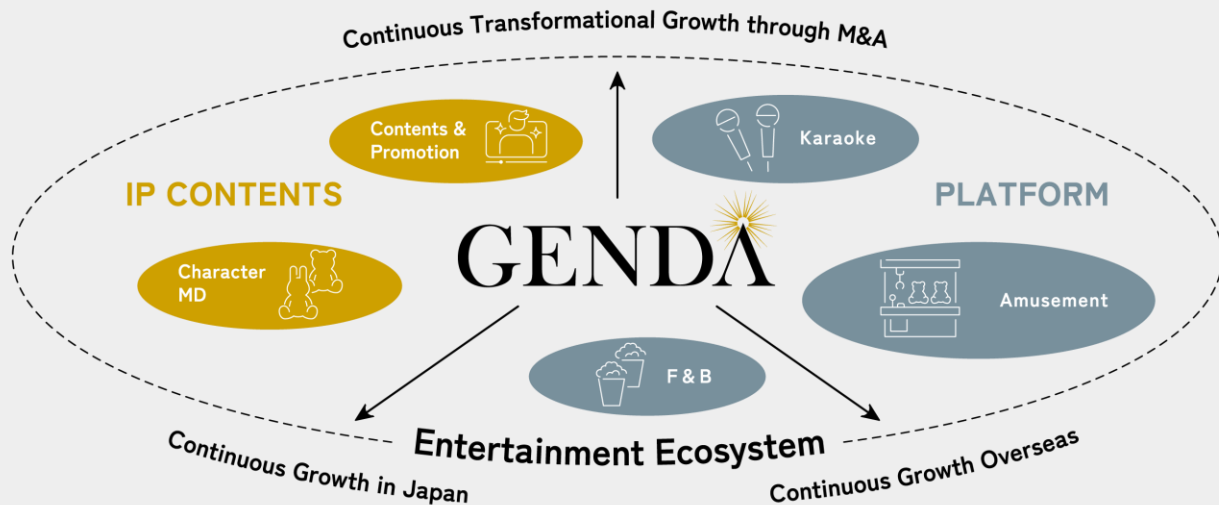 Continuous Transformational Growth through M&A
Contents &
Promotion
Karaoke
IP CONTENTS
PLATFORM
GENDA
Character
MD
Amusement
F & B
Entertainment Ecosystem
Continuous Growth in Japan
Continuous Growth Overseas